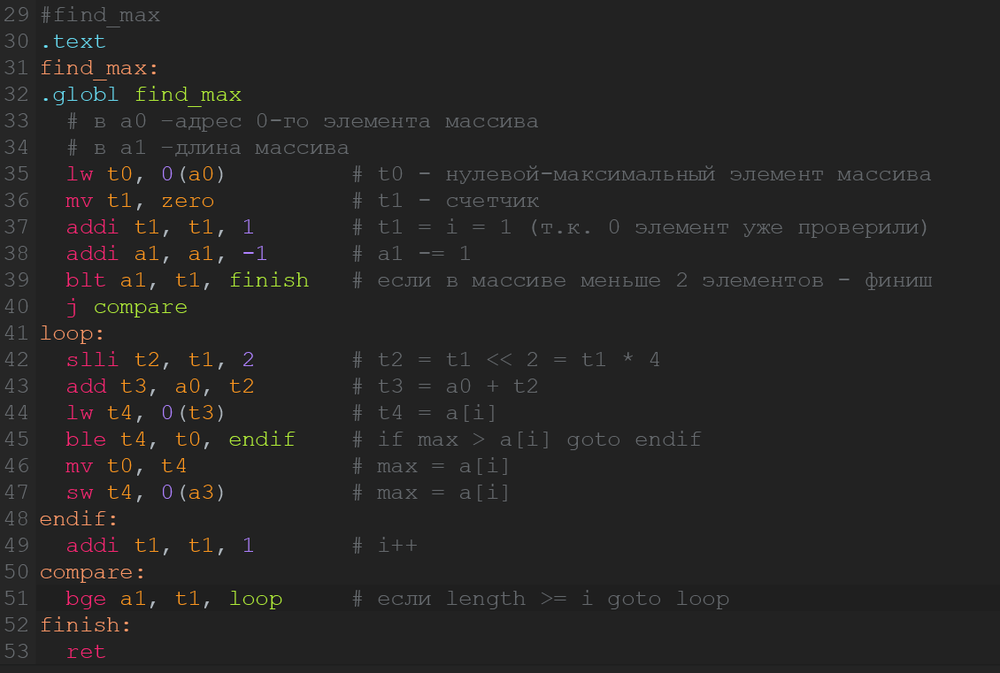 29 #find_max
30 .text
31 find_max:
32 .globl find_max
33   # в a0 –адрес 0-го элемента массива
34   # в a1 –длина массива
35   lw t0, 0(a0)         # t0 - нулевой-максимальный элемент массива
36   mv t1, zero          # t1 - счетчик
37   addi t1, t1, 1       # t1 = i = 1 (т.к. 0 элемент уже проверили)
38   addi a1, a1, -1      # a1 -= 1
39   blt a1, t1, finish   # если в массиве меньше 2 элементов - финиш
40   j compare
41 loop:
42   slli t2, t1, 2       # t2 = t1 << 2 = t1 * 4
43   add t3, a0, t2       # t3 = a0 + t2
44   lw t4, 0(t3)         # t4 = a[i]
45   ble t4, t0, endif    # if max > a[i] goto endif
46   mv t0, t4            # max = a[i]
47   sw t4, 0(a3)         # max = a[i]
48 endif:
49   addi t1, t1, 1       # i++
50 compare:
51   bge a1, t1, loop     # если length >= i goto loop
52 finish:
53   ret